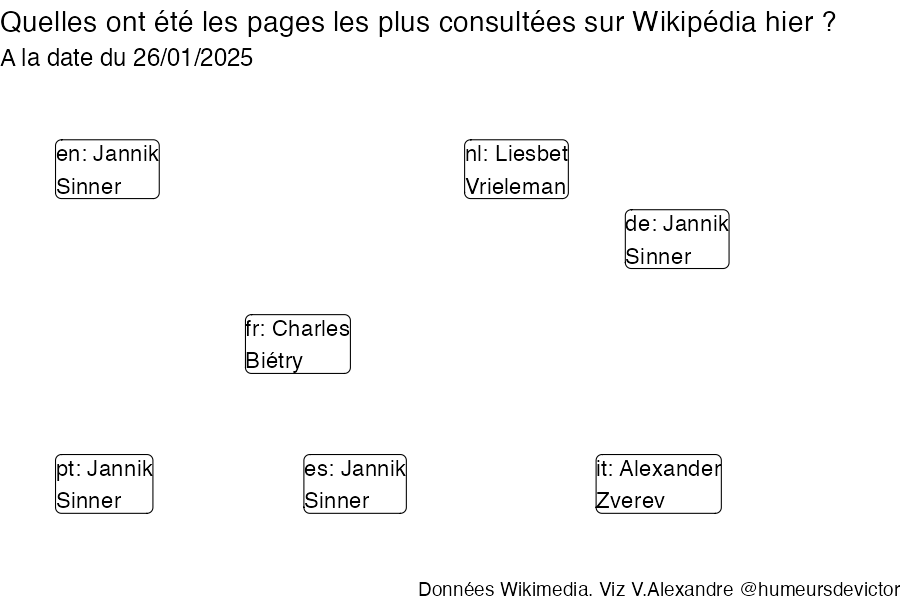 Quelles ont été les pages les plus consultées sur Wikipédia hier ?
A la date du 26/01/2025
en: Jannik
Sinner
nl: Liesbet
Vrieleman
de: Jannik
Sinner
fr: Charles
Biétry
pt: Jannik
Sinner
es: Jannik
Sinner
it: Alexander
Zverev
Données Wikimedia. Viz V.Alexandre @humeursdevictor